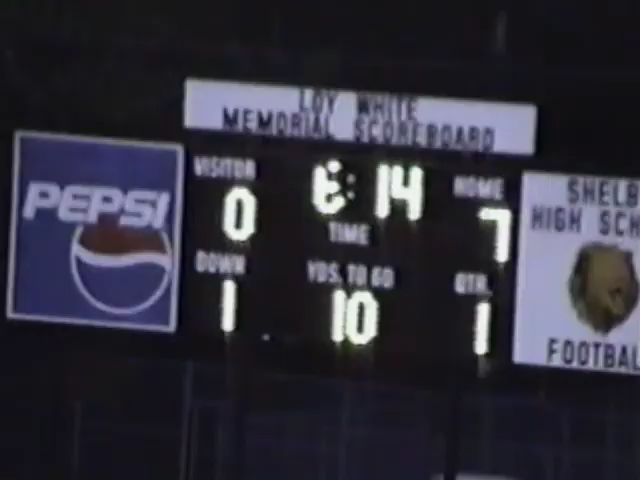 LOY WHITE
MEMORIAL SCOREBOARD
PEPSI
VISITOR
HOME
0
6:14
7
TIME
DOWN
YDS. TO GO
QTR.
1
10
1
SHELB
HIGH SCH
FOOTBAL